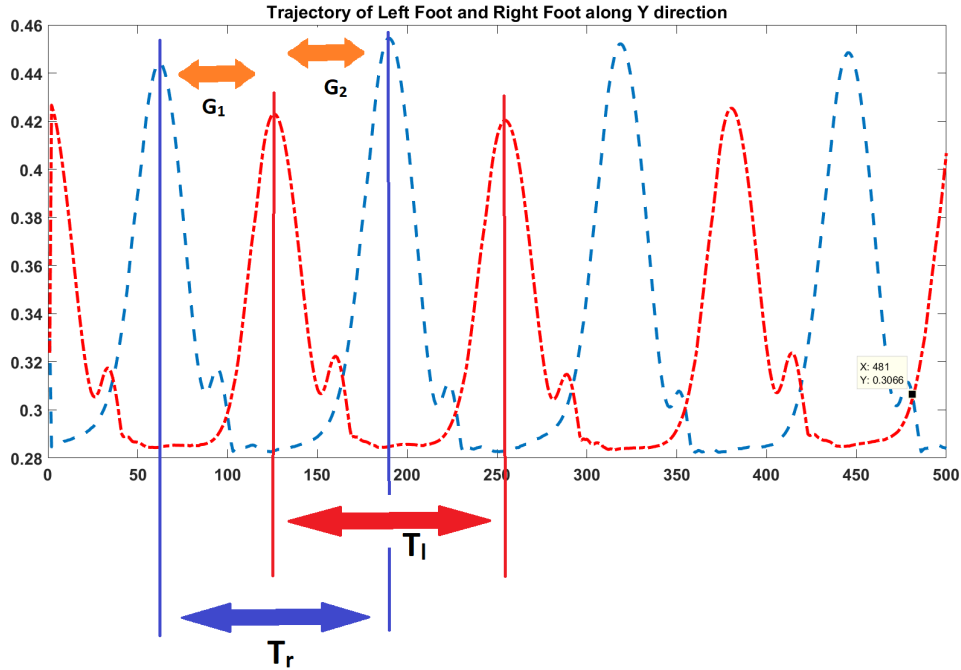 Trajectory of Left Foot and Right Foot along Y direction
0.46
0.44
0.42
0.4
0.38
0.36
0.34
0.32
0.3
0.28
G1
G2
X: 481
Y: 0.3066
0 50 100 150 200 250 300 350 400 450 500
Tl
Tr